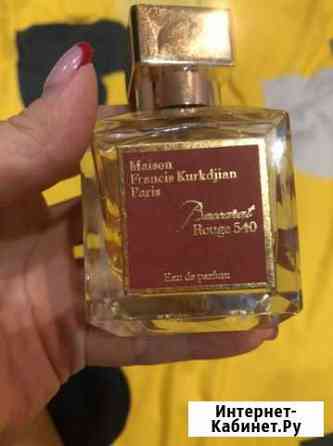 Maison
Francis Kurkdjian
Paris
Baccarat
Rouge 540
Eau de parfum
Интернет-
Кабинет.Ру